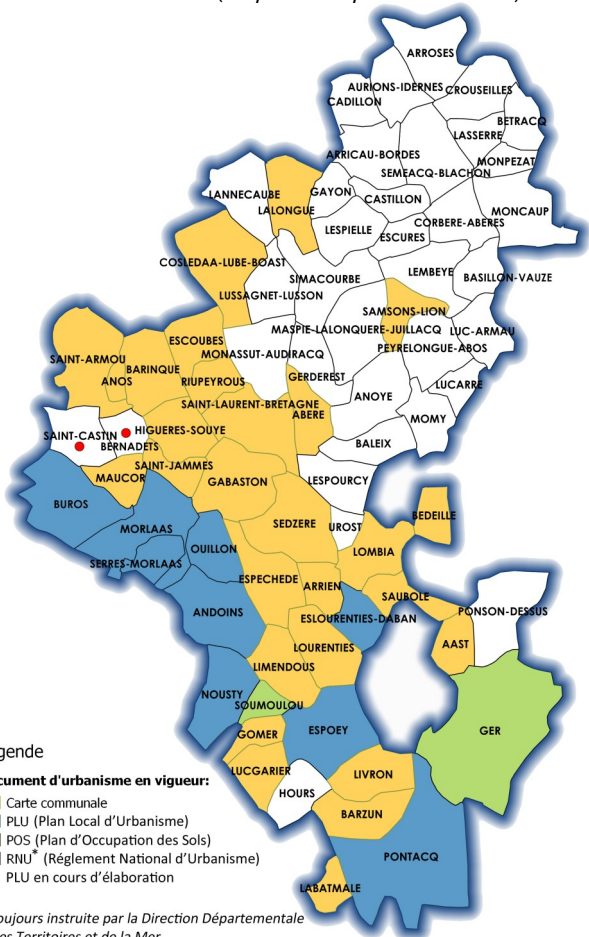 ARROSES
AURIONS-IDERNES
CROUSEILLES
CADILLON
BETRACQ
LASSERRE
ARRICAU-BORDES
MONPEZAT
SEMEACQ-BLACHON
LANNECAUBE
GAYON
CASTILLON
LALONGUE
MONCAUP
CORBERE-ABERES
LESPIELLE
ESCURES
COSLEDAA-LUBE-BOAST
LEMBEYE
SIMACOURBE
BASILLON-VAUZE
LUSSAGNET-LUSSON
SAMSONS-LION
MASPIE-LALONQUERE-JUILLACQ
LUC-ARMAU
ESCOUBES
PEYRELONGUE-ABOS
MONASSUT-AUDIRACQ
SAINT-ARMOU
BARINQUE
ANOS
RIUPEYROUS
GERDEREST
LUCARRE
ANOYE
SAINT-LAURENT-BRETAGNE
ABERE
MOMY
HIGUERES-SOUYE
SAINT-CASTIN
BERNADETS
BALEIX
SAINT-JAMMES
MAUCOR
GABASTON
LESPOURCY
BUROS
BEDEILLE
SEDZERE
UROST
MORLAAS
OUILLON
LOMBIA
SERRES-MORLAAS
ESPECHEDE
ARRIEN
SAUBOLE
ANDOINS
PONSON-DESSUS
ESLOURENTIES-DABAN
AAST
LOURENTIES
LIMENDOUS
NOUSTY
SOUMOULOU
ESPOEY
GER
GOMER
LUCGARIER
LIVRON
HOURS
BARZUN
PONTACQ
LABATMALE
gende
cument d'urbanisme en vigueur:
Carte communale
PLU (Plan Local d'Urbanisme)
POS (Plan d'Occupation des Sols)
RNU* (Réglement National d'Urbanisme)
PLU en cours d'élaboration
oujours instruite par la Direction Départementale
es Territoires et de la Mer